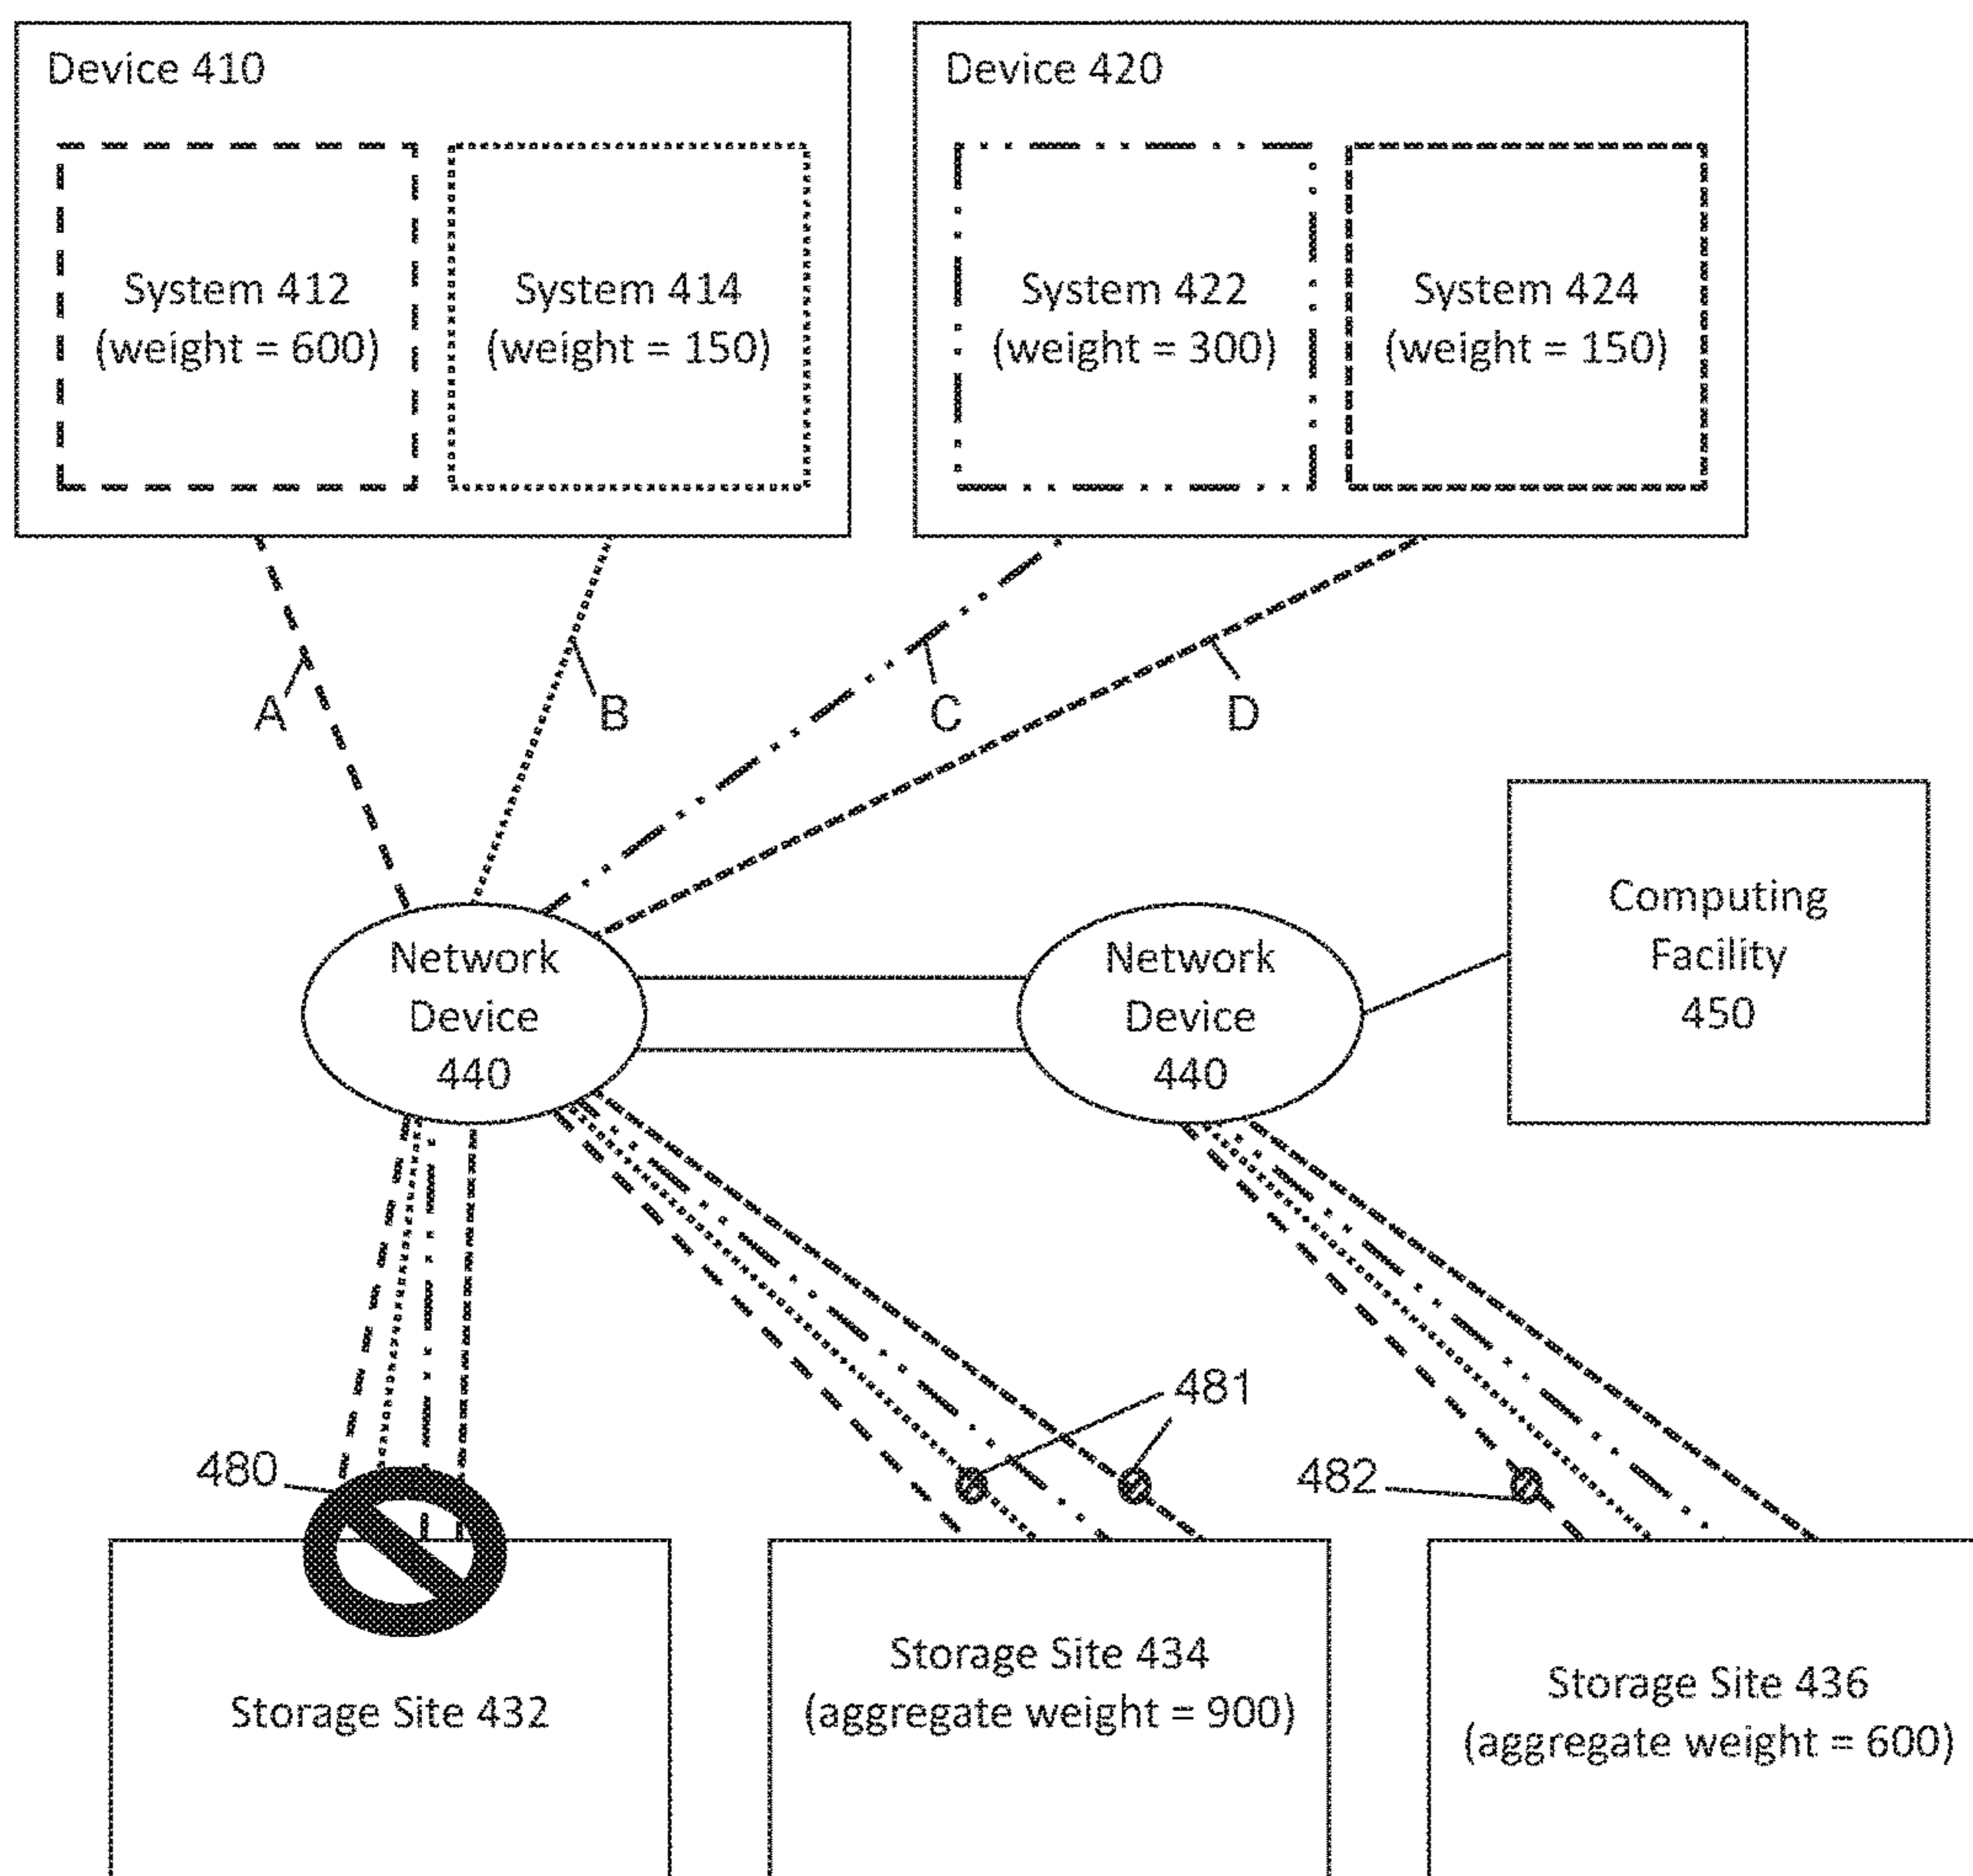 Device 410
Device 420
System 412
(weight = 600)
System 414
(weight = 150)
System 422
(weight = 300)
System 424
(weight = 150)
A
B
C
D
Network
Device
440
Network
Device
440
Computing
Facility
450
480
481
482
Storage Site 432
Storage Site 434
(aggregate weight = 900)
Storage Site 436
(aggregate weight = 600)